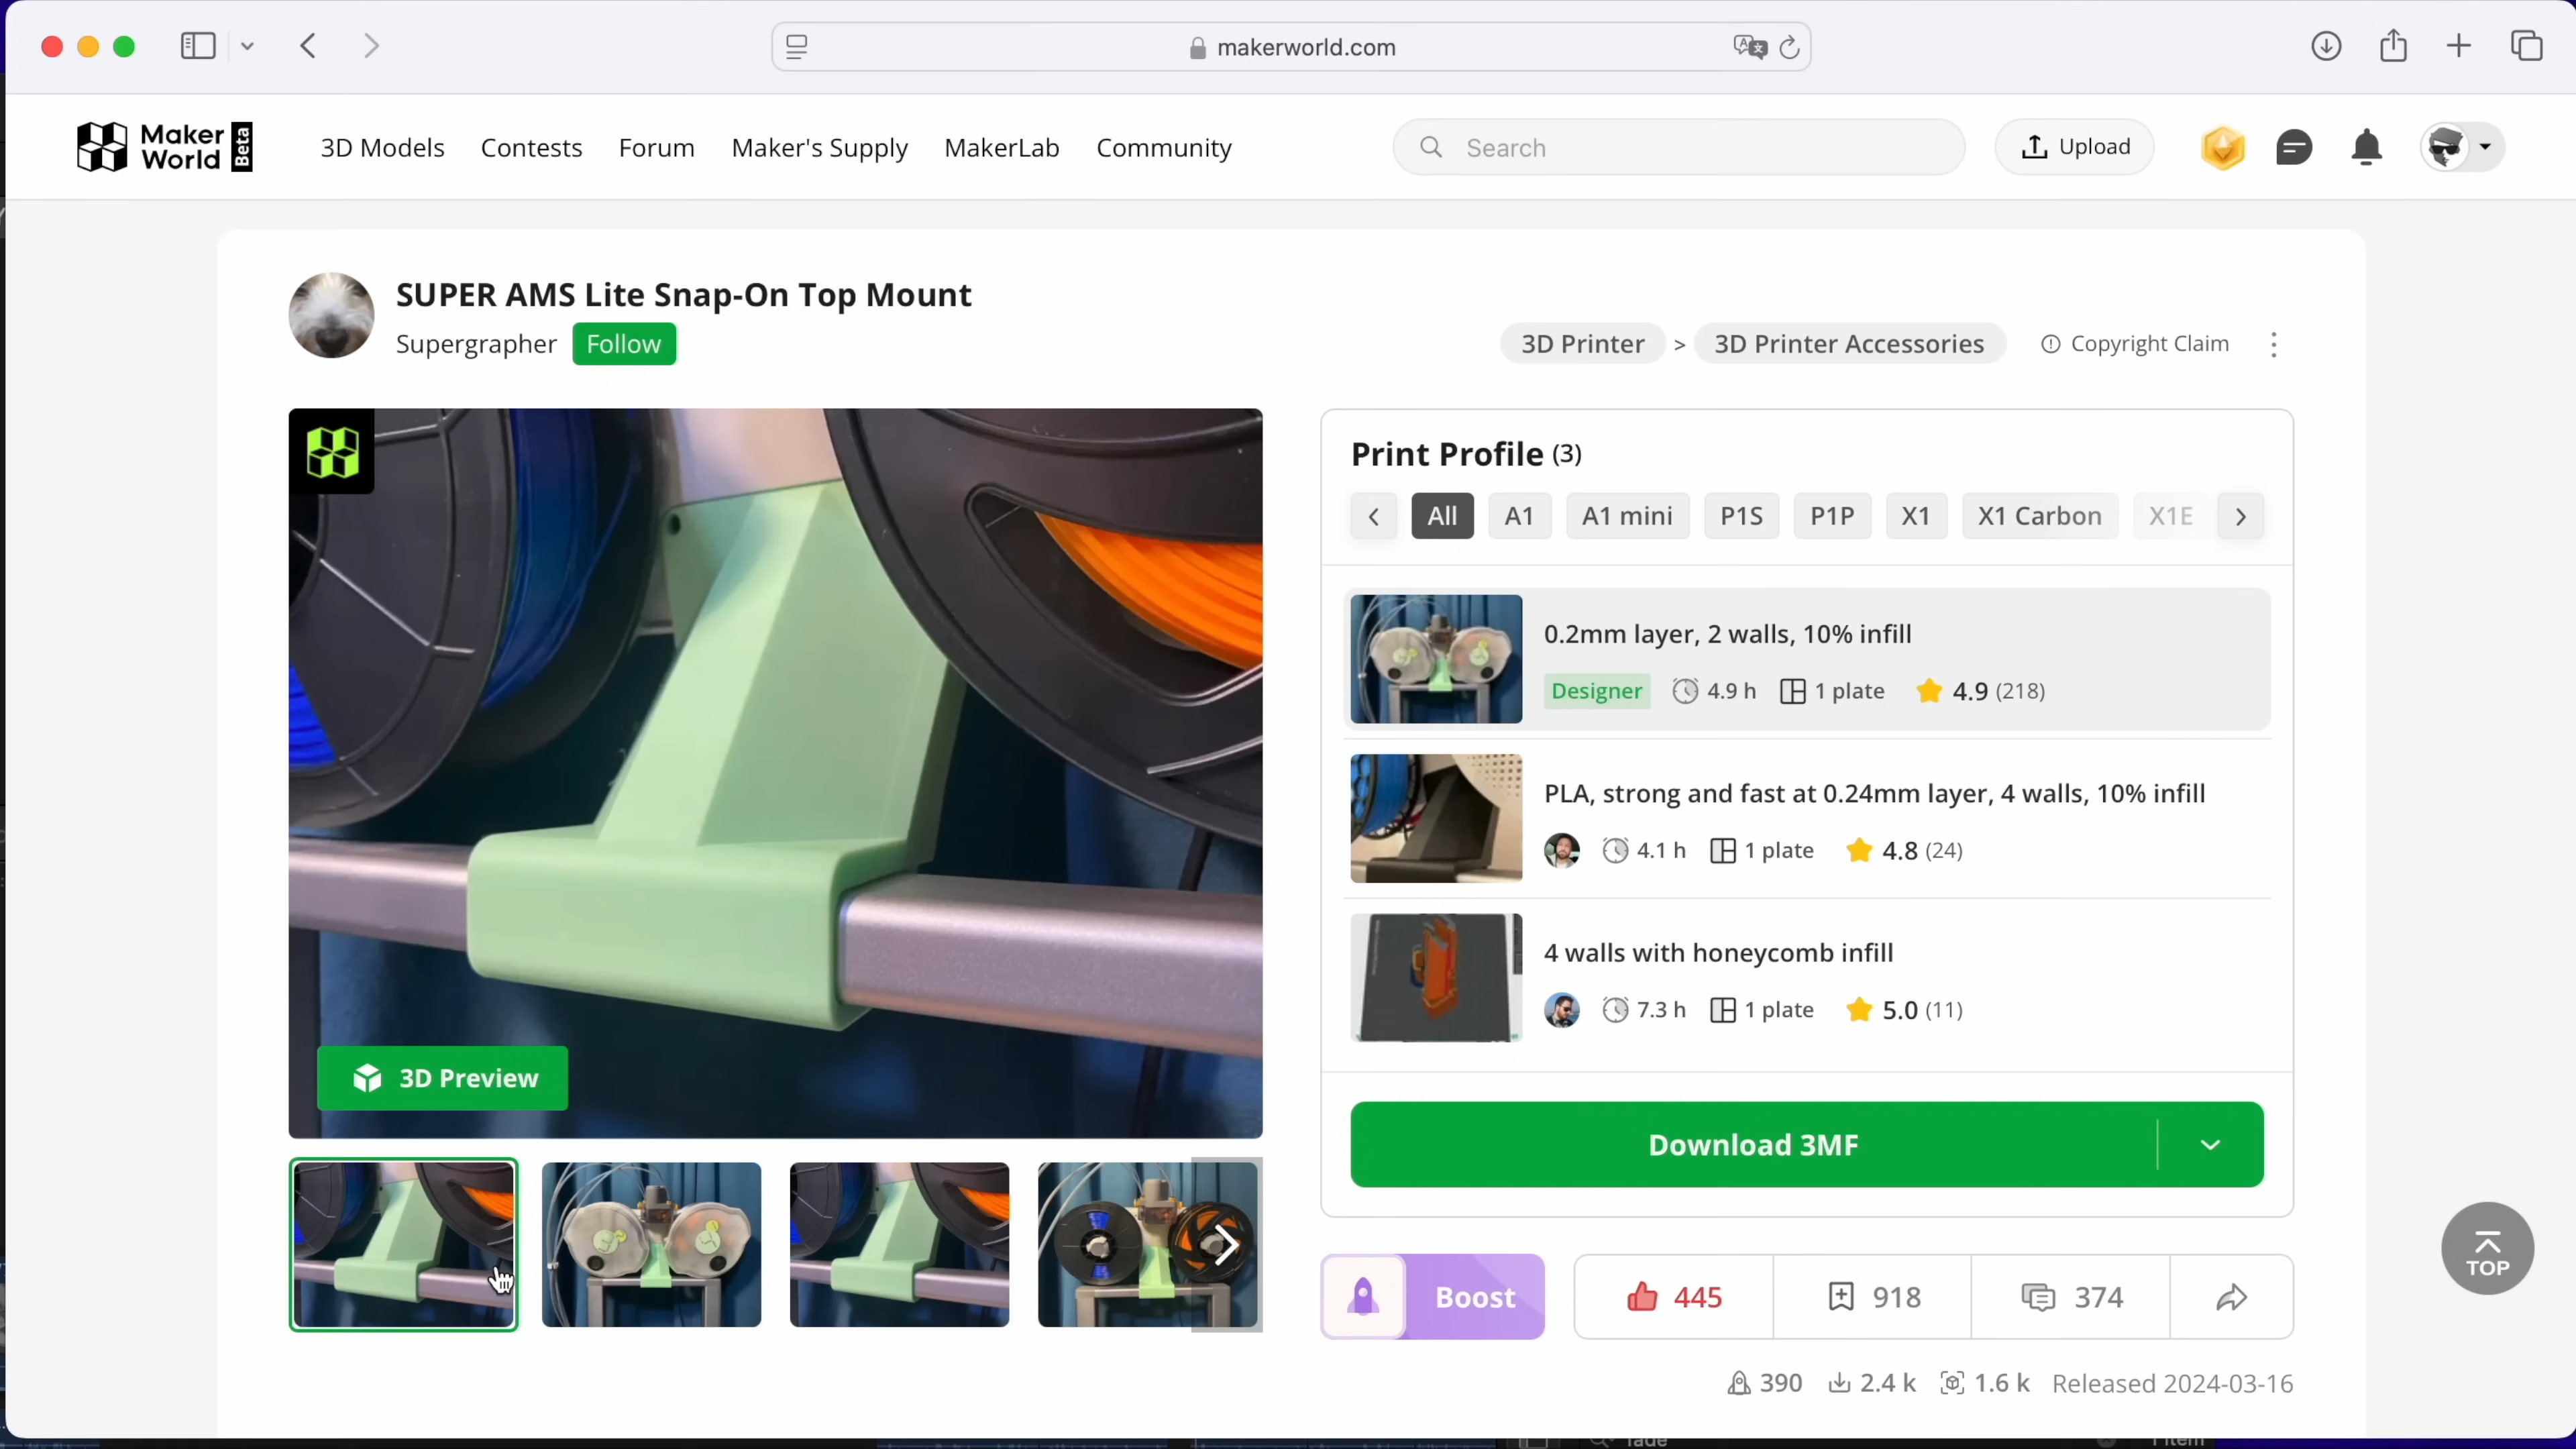 makerworld.com
Maker World Beta
3D Models
Contests
Forum
Maker's Supply
MakerLab
Community
Search
Upload
SUPER AMS Lite Snap-On Top Mount
Supergrapher
Follow
3D Printer > 3D Printer Accessories
Copyright Claim
3D Preview
Print Profile (3)
All
A1
A1 mini
P1S
P1P
X1
X1 Carbon
X1E
0.2mm layer, 2 walls, 10% infill
Designer 4.9 h 1 plate 4.9 (218)
PLA, strong and fast at 0.24mm layer, 4 walls, 10% infill
4.1 h 1 plate 4.8 (24)
4 walls with honeycomb infill
7.3 h 1 plate 5.0 (11)
Download 3MF
Boost
445
918
374
TOP
390 2.4 k 1.6 k Released 2024-03-16